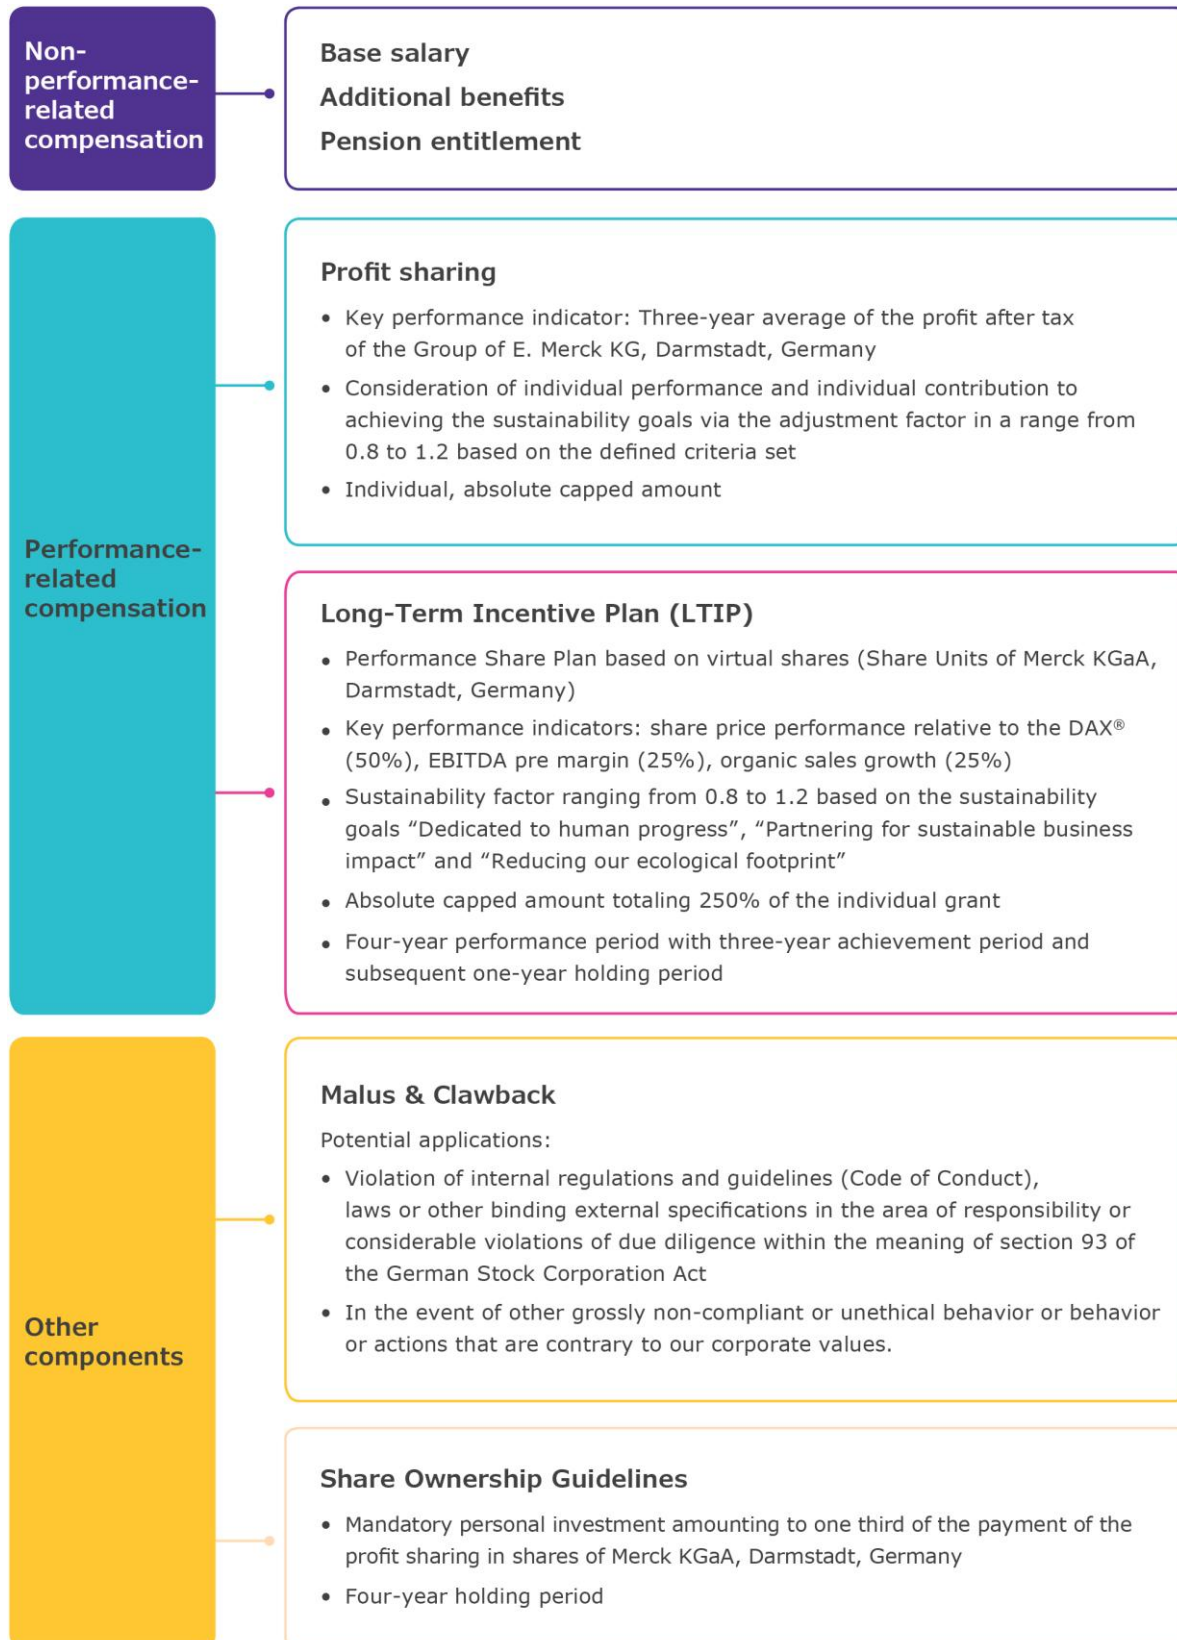 Non-
performance-
related
compensation
Base salary
Additional benefits
Pension entitlement
Performance-
related
compensation
Profit sharing
• Key performance indicator: Three-year average of the profit after tax
of the Group of E. Merck KG, Darmstadt, Germany
• Consideration of individual performance and individual contribution to
achieving the sustainability goals via the adjustment factor in a range from
0.8 to 1.2 based on the defined criteria set
• Individual, absolute capped amount
Long-Term Incentive Plan (LTIP)
• Performance Share Plan based on virtual shares (Share Units of Merck KGaA,
Darmstadt, Germany)
• Key performance indicators: share price performance relative to the DAX®
(50%), EBITDA pre margin (25%), organic sales growth (25%)
• Sustainability factor ranging from 0.8 to 1.2 based on the sustainability
goals “Dedicated to human progress”, “Partnering for sustainable business
impact” and “Reducing our ecological footprint”
• Absolute capped amount totaling 250% of the individual grant
• Four-year performance period with three-year achievement period and
subsequent one-year holding period
Other
components
Malus & Clawback
Potential applications:
• Violation of internal regulations and guidelines (Code of Conduct),
laws or other binding external specifications in the area of responsibility or
considerable violations of due diligence within the meaning of section 93 of
the German Stock Corporation Act
• In the event of other grossly non-compliant or unethical behavior or behavior
or actions that are contrary to our corporate values.
Share Ownership Guidelines
• Mandatory personal investment amounting to one third of the payment of the
profit sharing in shares of Merck KGaA, Darmstadt, Germany
• Four-year holding period